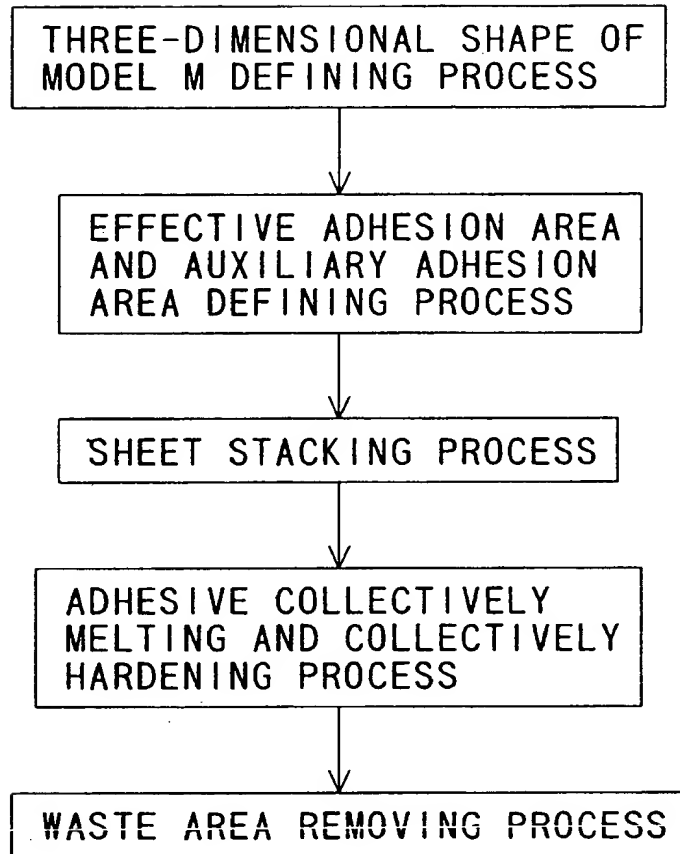 THREE-DIMENSIONAL SHAPE OF
MODEL M DEFINING PROCESS
EFFECTIVE ADHESION AREA
AND AUXILIARY ADHESION
AREA DEFINING PROCESS
SHEET STACKING PROCESS
ADHESIVE COLLECTIVELY
MELTING AND COLLECTIVELY
HARDENING PROCESS
WASTE AREA REMOVING PROCESS